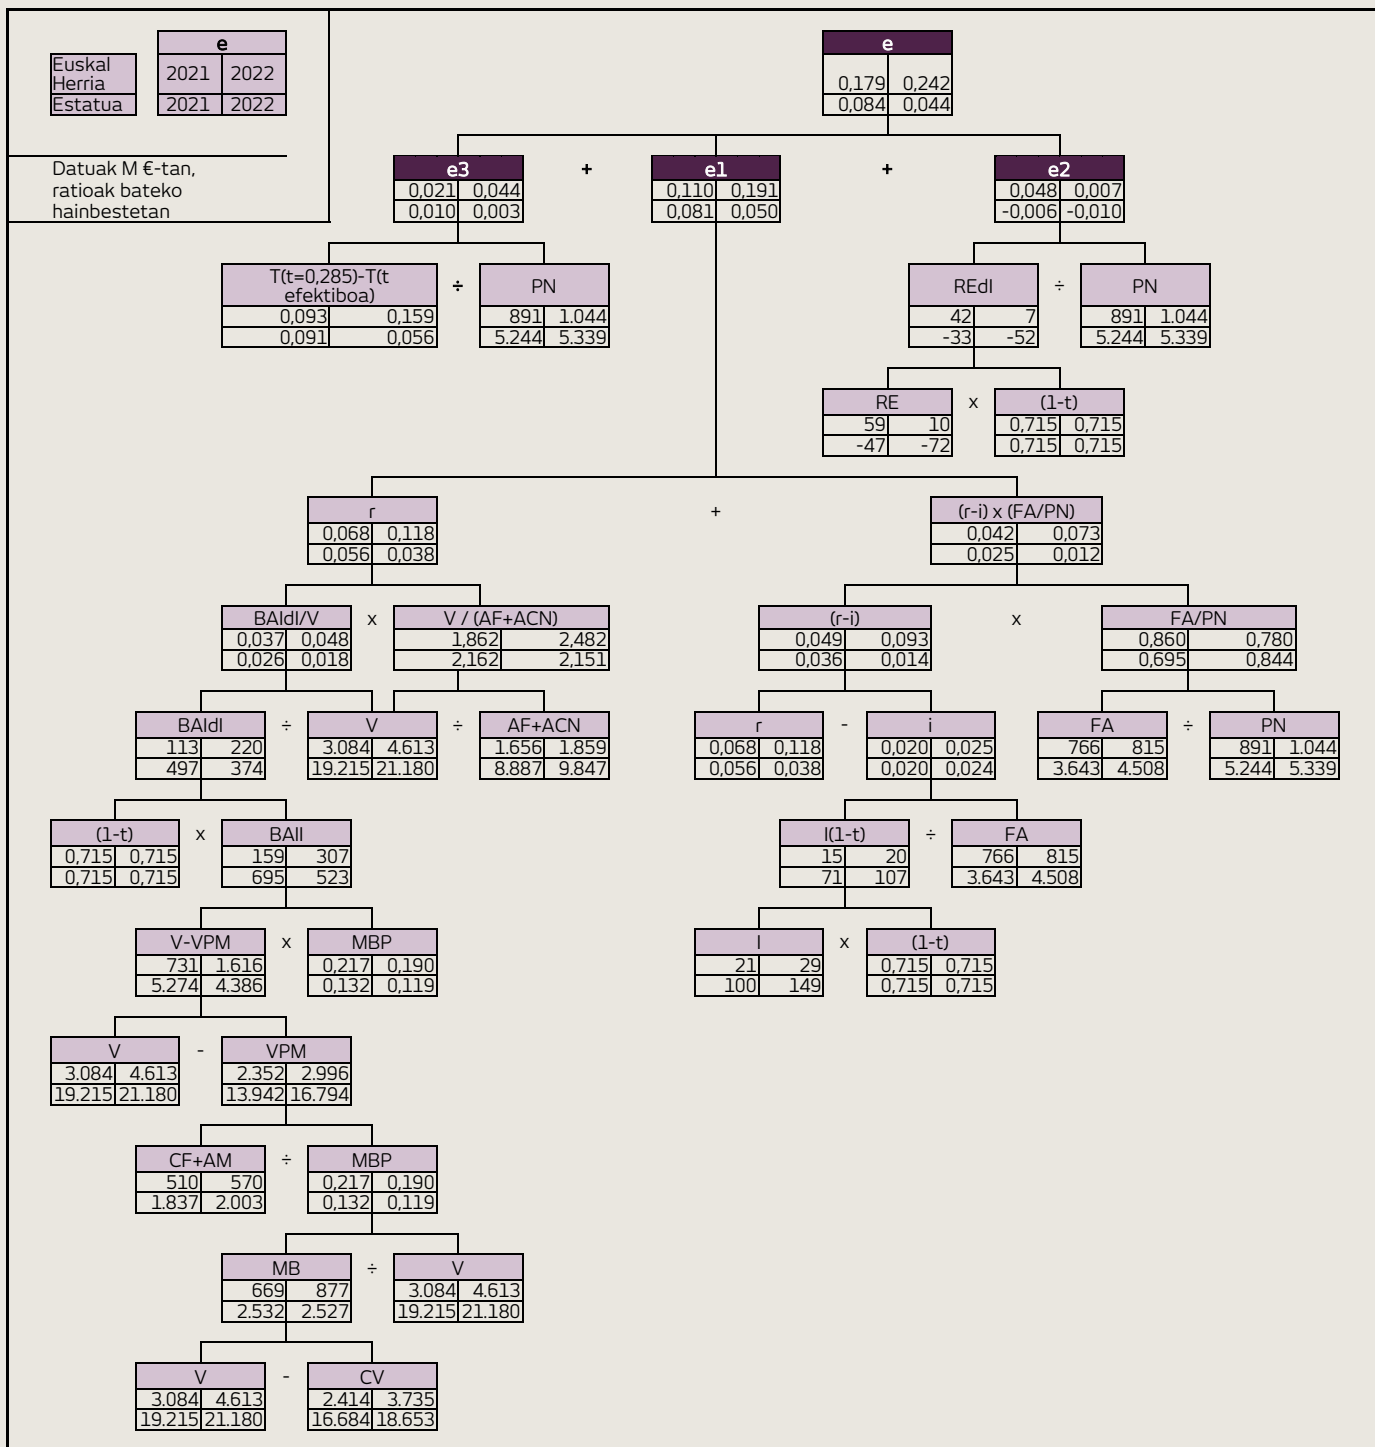 e
Euskal
Herria
2021 2022
Estatua
2021 2022
Datuak M €-tan,
ratioak bateko
hainbestetan
e
0,179 0,242
0,084 0,044
e3 + e1 + e2
0,021 0,044 0,110 0,191 0,048 0,007
0,010 0,003 0,081 0,050 -0,006 -0,010
T(t=0,285)-T(t
efektiboa)
÷ PN REdI ÷ PN
0,093 0,159 891 1.044 42 7 891 1.044
0,091 0,056 5.244 5.339 -33 -52 5.244 5.339
RE x (1-t)
59 10 0,715 0,715
-47 -72 0,715 0,715
r + (r-i) x (FA/PN)
0,068 0,118 0,042 0,073
0,056 0,038 0,025 0,012
BAIdI/V x V / (AF+ACN) (r-i) x FA/PN
0,037 0,048 1,862 2,482 0,049 0,093 0,860 0,780
0,026 0,018 2,162 2,151 0,036 0,014 0,695 0,844
BAIdI ÷ V ÷ AF+ACN r - i FA ÷ PN
113 220 3.084 4.613 1.656 1.859 0,068 0,118 0,020 0,025 766 815 891 1.044
497 374 19.215 21.180 8.887 9.847 0,056 0,038 0,020 0,024 3.643 4.508 5.244 5.339
(1-t) x BAII I(1-t) ÷ FA
0,715 0,715 159 307 15 20 766 815
0,715 0,715 695 523 71 107 3.643 4.508
V-VPM x MBP I x (1-t)
731 1.616 0,217 0,190 21 29 0,715 0,715
5.274 4.386 0,132 0,119 100 149 0,715 0,715
V - VPM
3.084 4.613 2.352 2.996
19.215 21.180 13.942 16.794
CF+AM ÷ MBP
510 570 0,217 0,190
1.837 2.003 0,132 0,119
MB ÷ V
669 877 3.084 4.613
2.532 2.527 19.215 21.180
V - CV
3.084 4.613 2.414 3.735
19.215 21.180 16.684 18.653